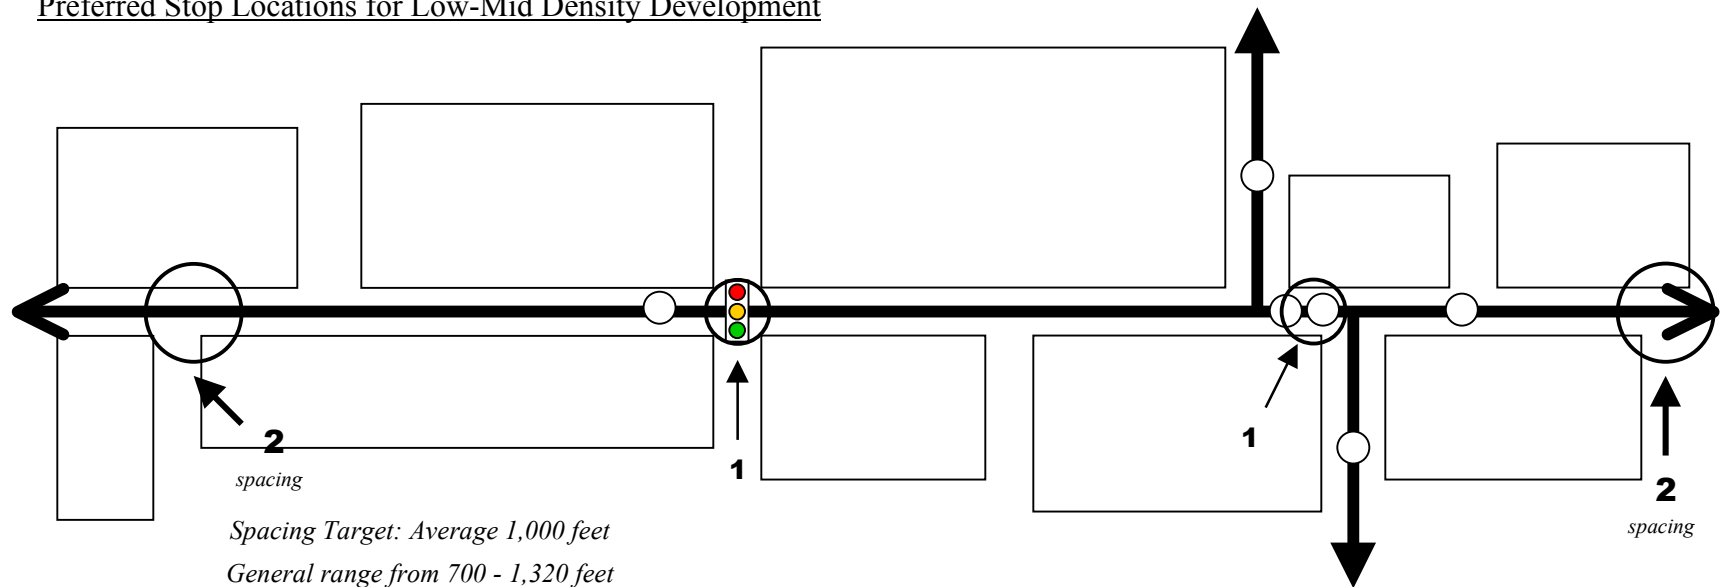 Preferred Stop Locations for Low-Mid Density Development
2
spacing
1
1
2
spacing
Spacing Target: Average 1,000 feet
General range from 700 - 1,320 feet